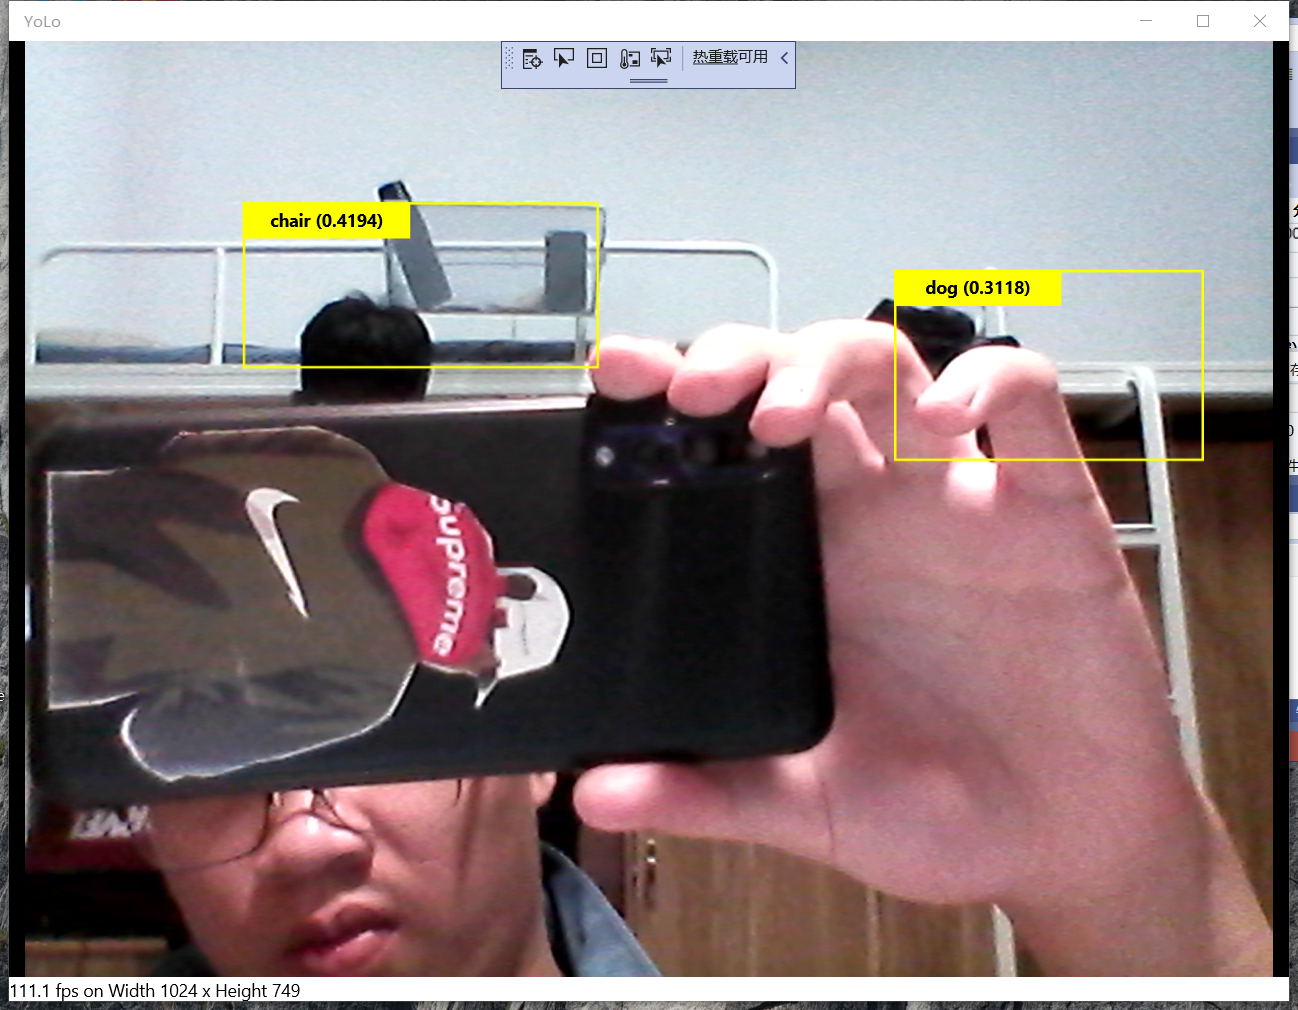 YoLo
热重载可用
chair (0.4194)
dog (0.3118)
supreme
111.1 fps on Width 1024 x Height 749